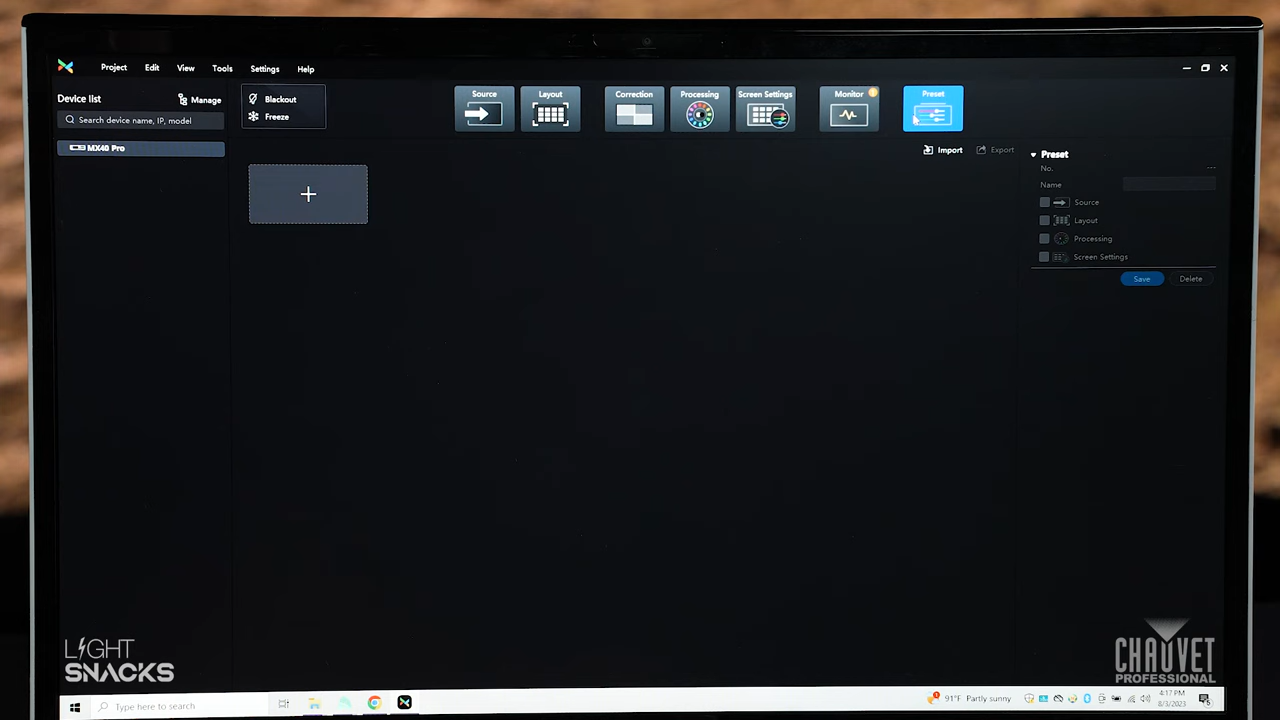 Project Edit View Tools Settings Help
Device list Manage
Search device name, IP, model
MX40 Pro
Blackout
Freeze
Source Layout Correction Processing Screen Settings Monitor Preset
Import Export
Preset
No. ---
Name
Source
Layout
Processing
Screen Settings
Save Delete
LIGHT
SNACKS
CHAUVET
PROFESSIONAL
Type here to search
91°F Partly sunny
4:17 PM
8/3/2023